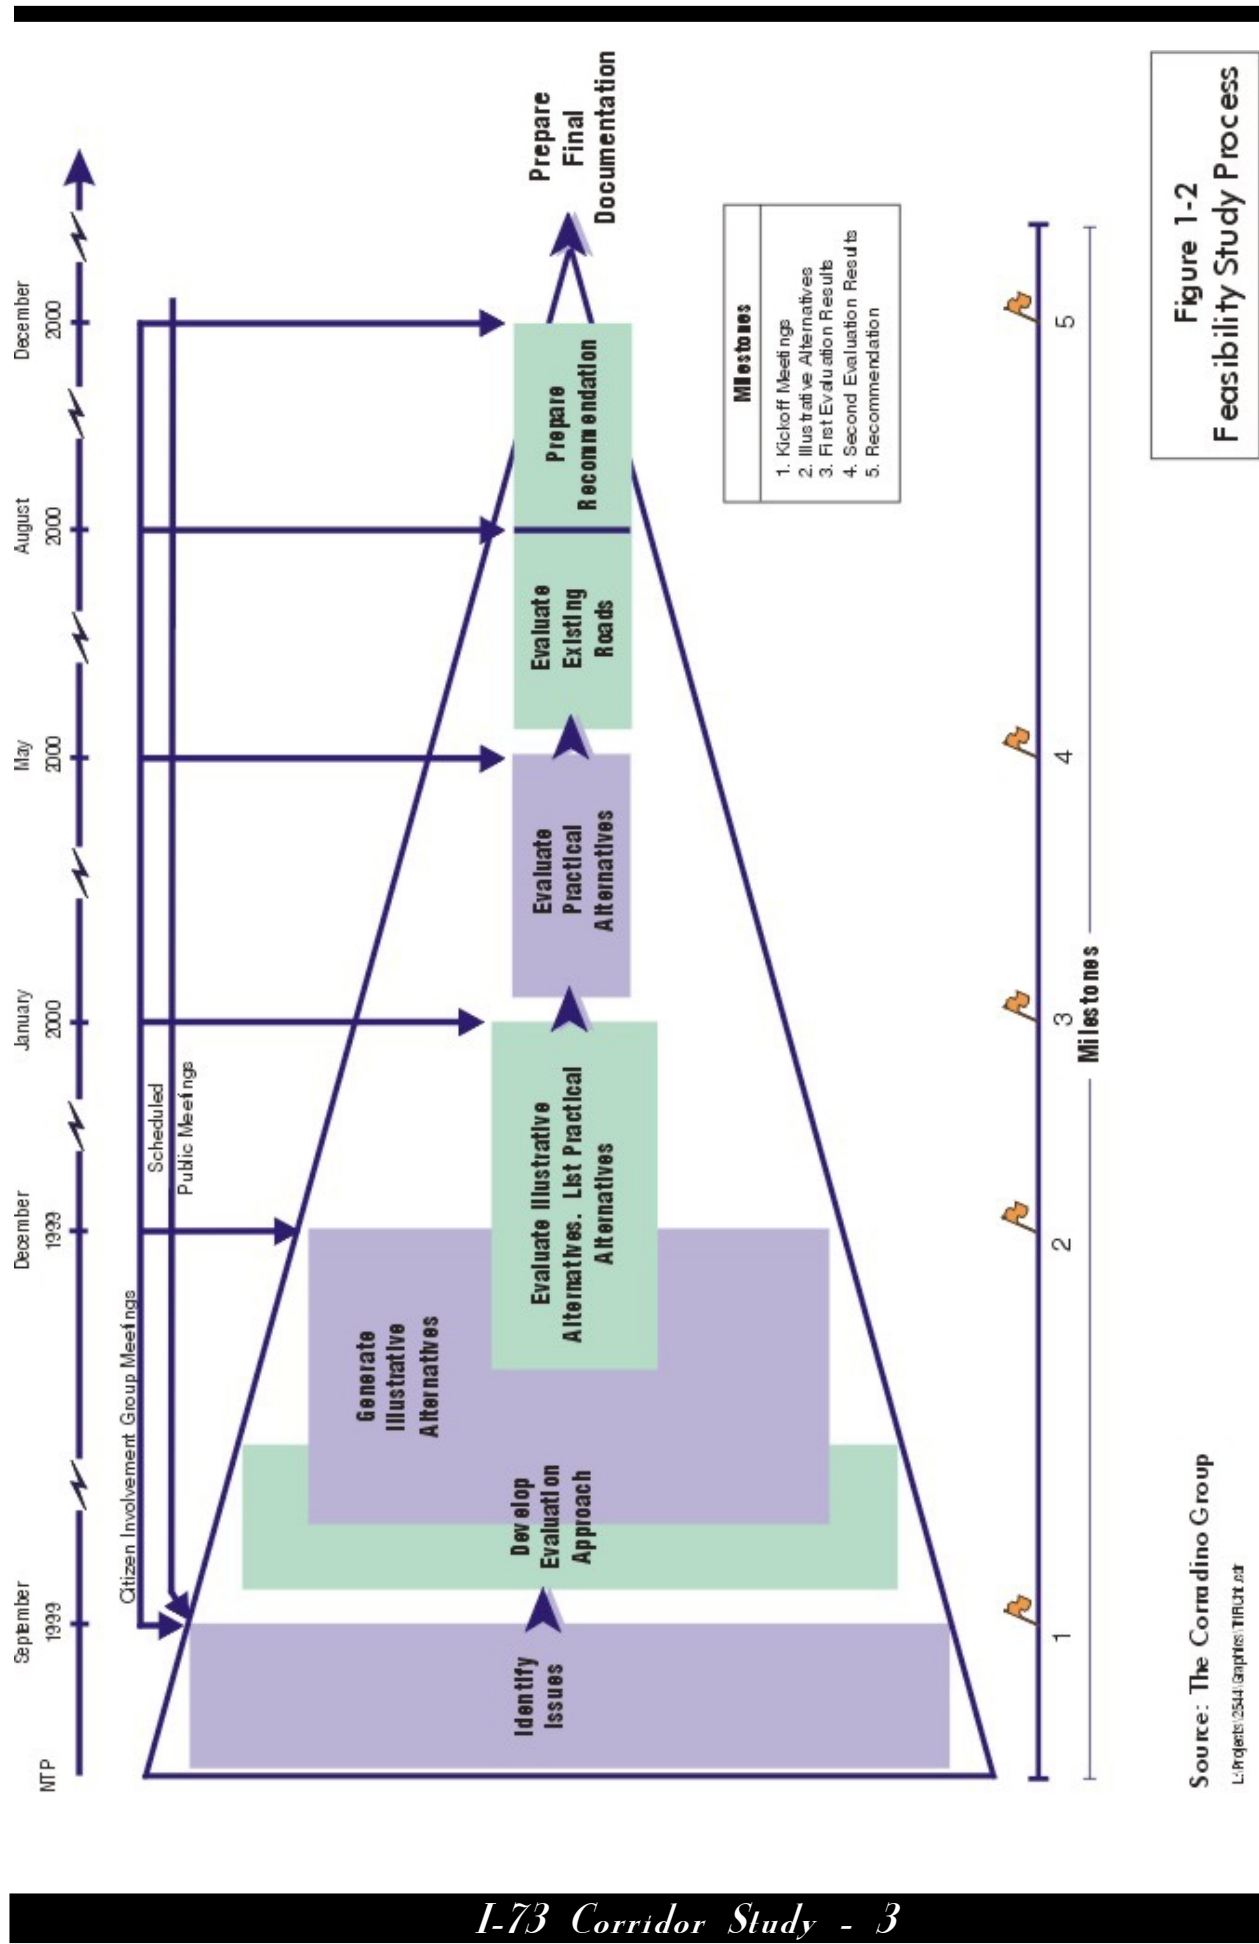 NTP
September
1999
December
1999
January
2000
May
2000
August
2000
December
2000
Citizen Involvement Group Meetings
Scheduled
Public Meetings
Identify
Issues
Develop
Evaluation
Approach
Generate
Illustrative
Alternatives
Evaluate Illustrative
Alternatives. List Practical
Alternatives
Evaluate
Practical
Alternatives
Evaluate
Existing
Roads
Prepare
Recommendation
Prepare
Final
Documentation
Milestones
1. Kickoff Meetings
2. Illustrative Alternatives
3. First Evaluation Results
4. Second Evaluation Results
5. Recommendation
1
2
3
4
5
Milestones
Source: The Corradino Group
Figure 1-2
Feasibility Study Process
I-73 Corridor Study - 3